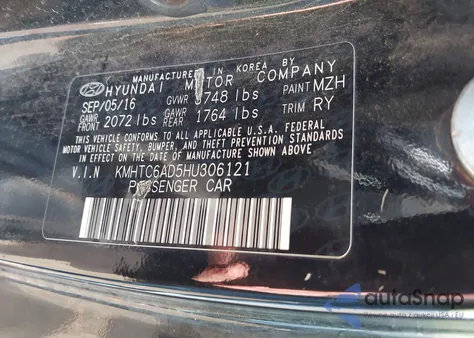 MANUFACTURED IN KOREA BY
HYUNDAI MOTOR COMPANY
SEP/05/16 GVWR 3748 lbs PAINT MZH
GAWR FRONT 2072 lbs GAWR REAR 1764 lbs TRIM RY
THIS VEHICLE CONFORMS TO ALL APPLICABLE U.S.A. FEDERAL
MOTOR VEHICLE SAFETY, BUMPER, AND THEFT PREVENTION STANDARDS
IN EFFECT ON THE DATE OF MANUFACTURE SHOWN ABOVE.
V.I.N KMHTC6AD5HU306121
PASSENGER CAR
autoSnap